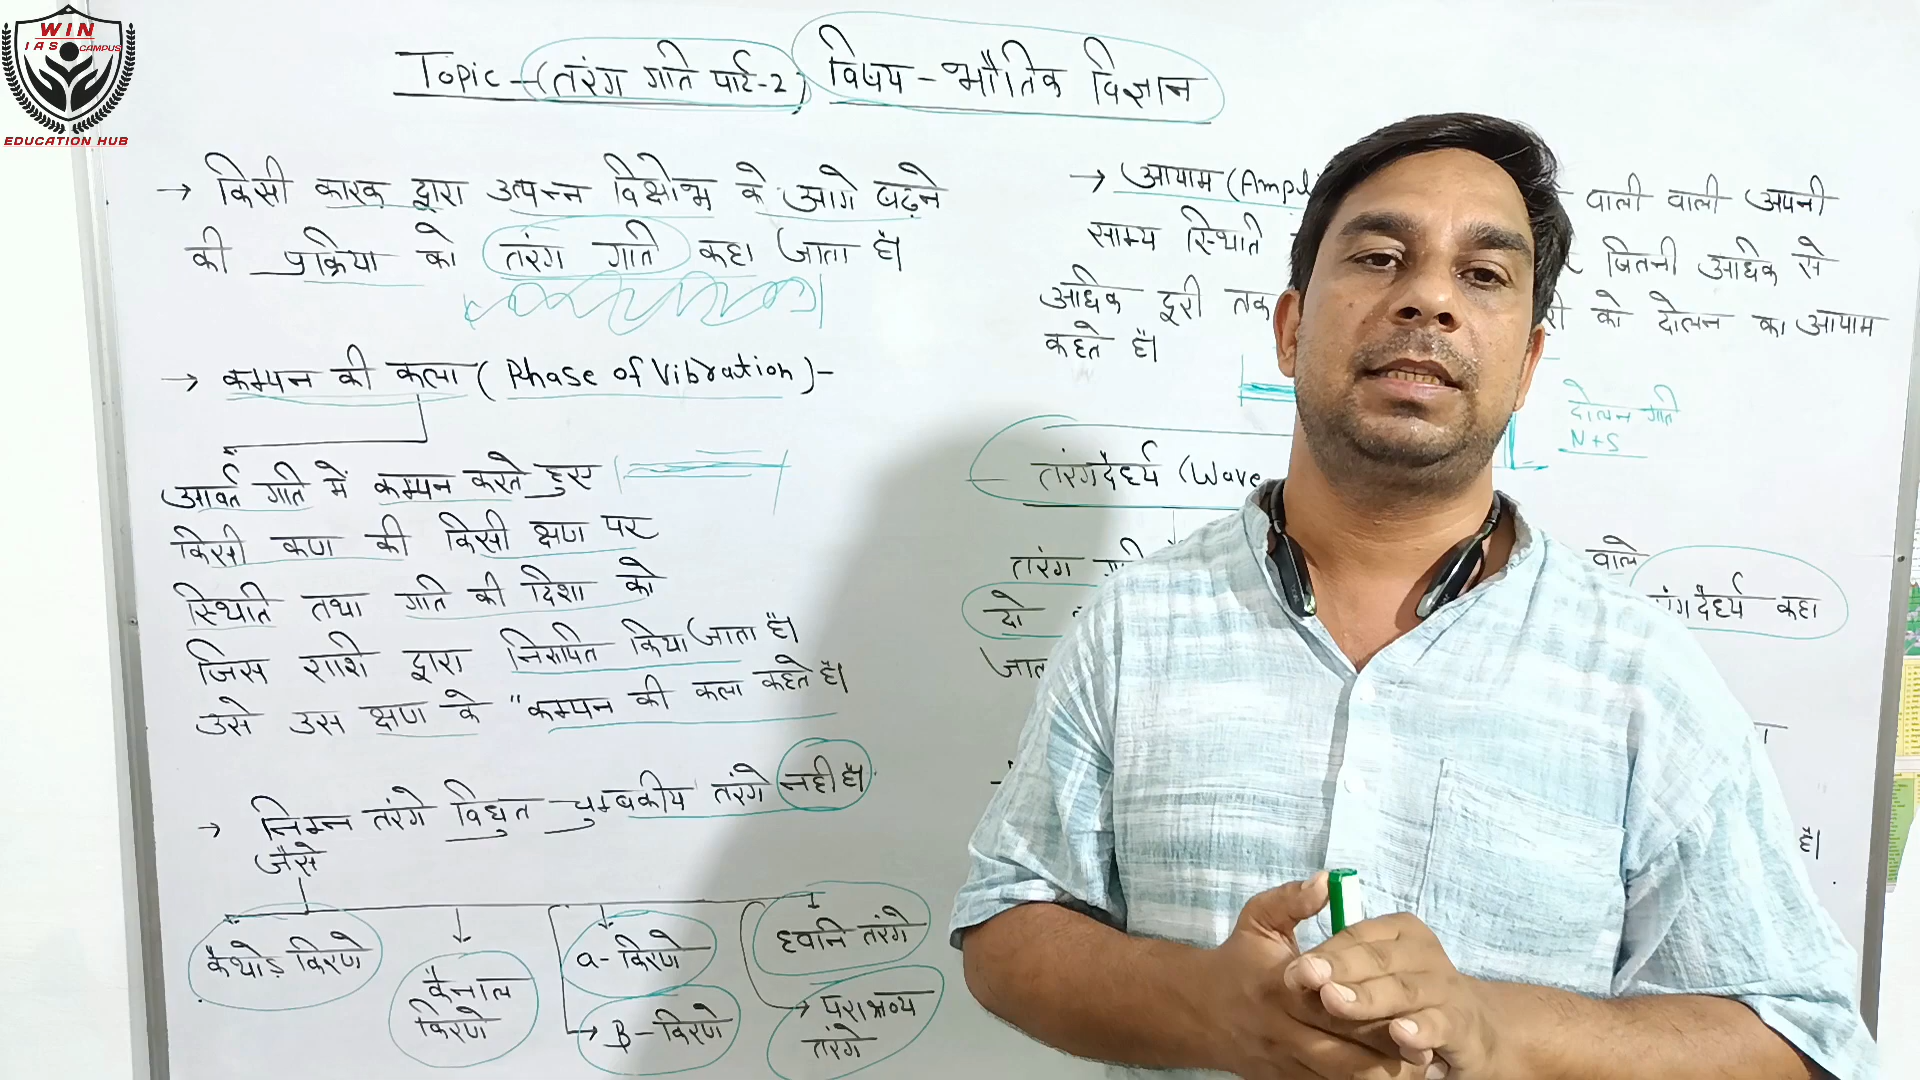 WIN
IAS CAMPUS
EDUCATION HUB
Topic - (तरंग गति पार्ट-2) विषय - भौतिक विज्ञान
→ किसी कारक द्वारा उत्पन्न विक्षोभ के आगे बढ़ने
की प्रक्रिया को तरंग गति कहा जाता है।
→ कम्पन की कला (Phase of Vibration) -
आवर्त गति में कम्पन करते हुए
किसी कण की किसी क्षण पर
स्थिति तथा गति की दिशा को
जिस राशि द्वारा निरूपित किया जाता है।
उसे उस क्षण के "कम्पन की कला कहते हैं।
→ निम्न तरंगे विद्युत चुम्बकीय तरंगे नही है।
जैसे
कैथोड किरणे
कैनाल किरणे
a - किरणे
β - किरणे
ध्वनि तरंगे
→ पराश्रव्य तरंगे
→ आयाम (Ampli वाली वाली अपनी
साम्य स्थिति जितनी अधिक से
अधिक दूरी तक को दोलन का आयाम
कहते है।
दोलन गति
N+S
तरंगदैर्ध्य (Wave
तरंग वाले
दो तरंगदैर्ध्य कहा
जात
है।